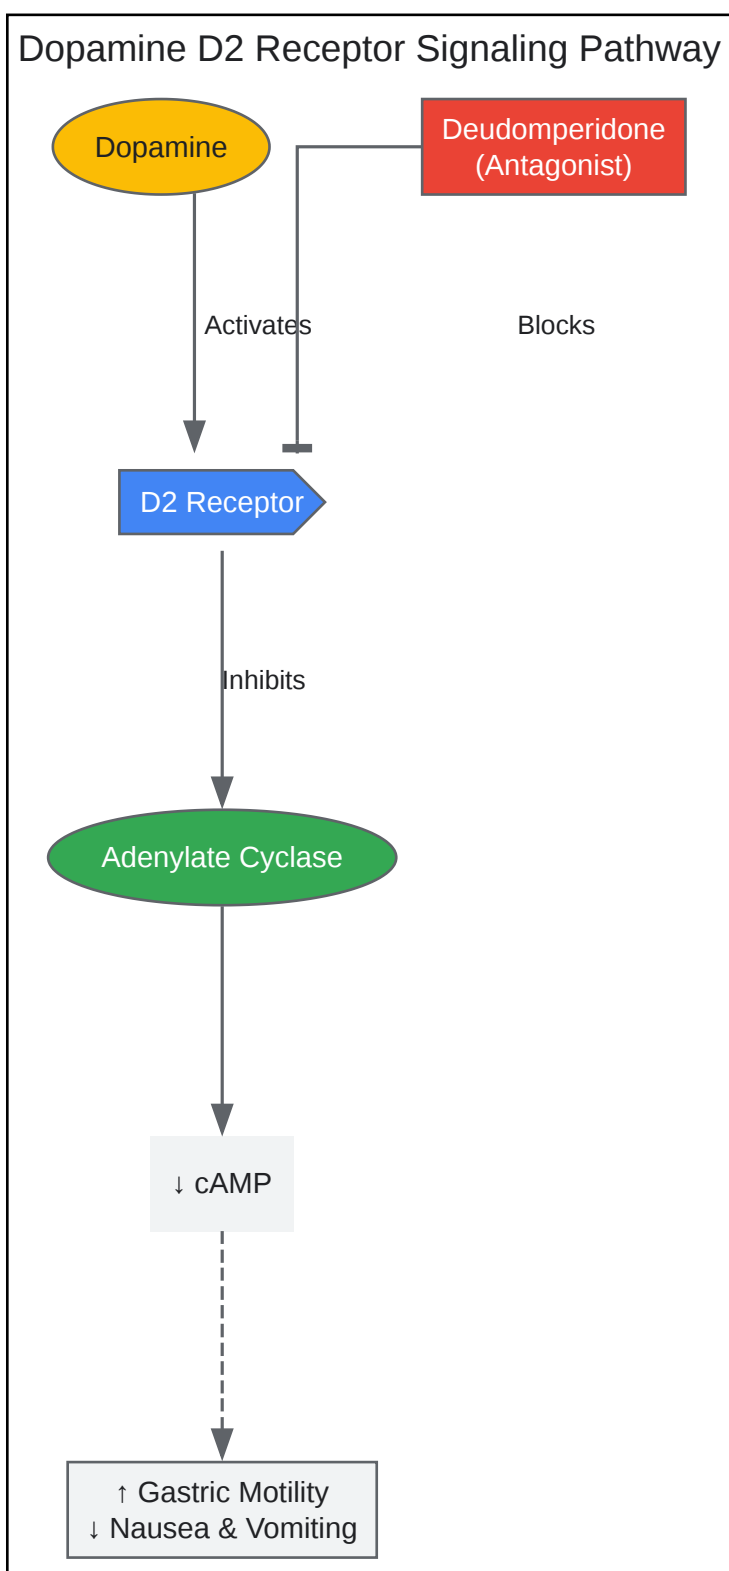 Dopamine D2 Receptor Signaling Pathway
Dopamine
Deudomperidone
(Antagonist)
Activates
Blocks
D2 Receptor
Inhibits
Adenylate Cyclase
↓ cAMP
↑ Gastric Motility
↓ Nausea & Vomiting